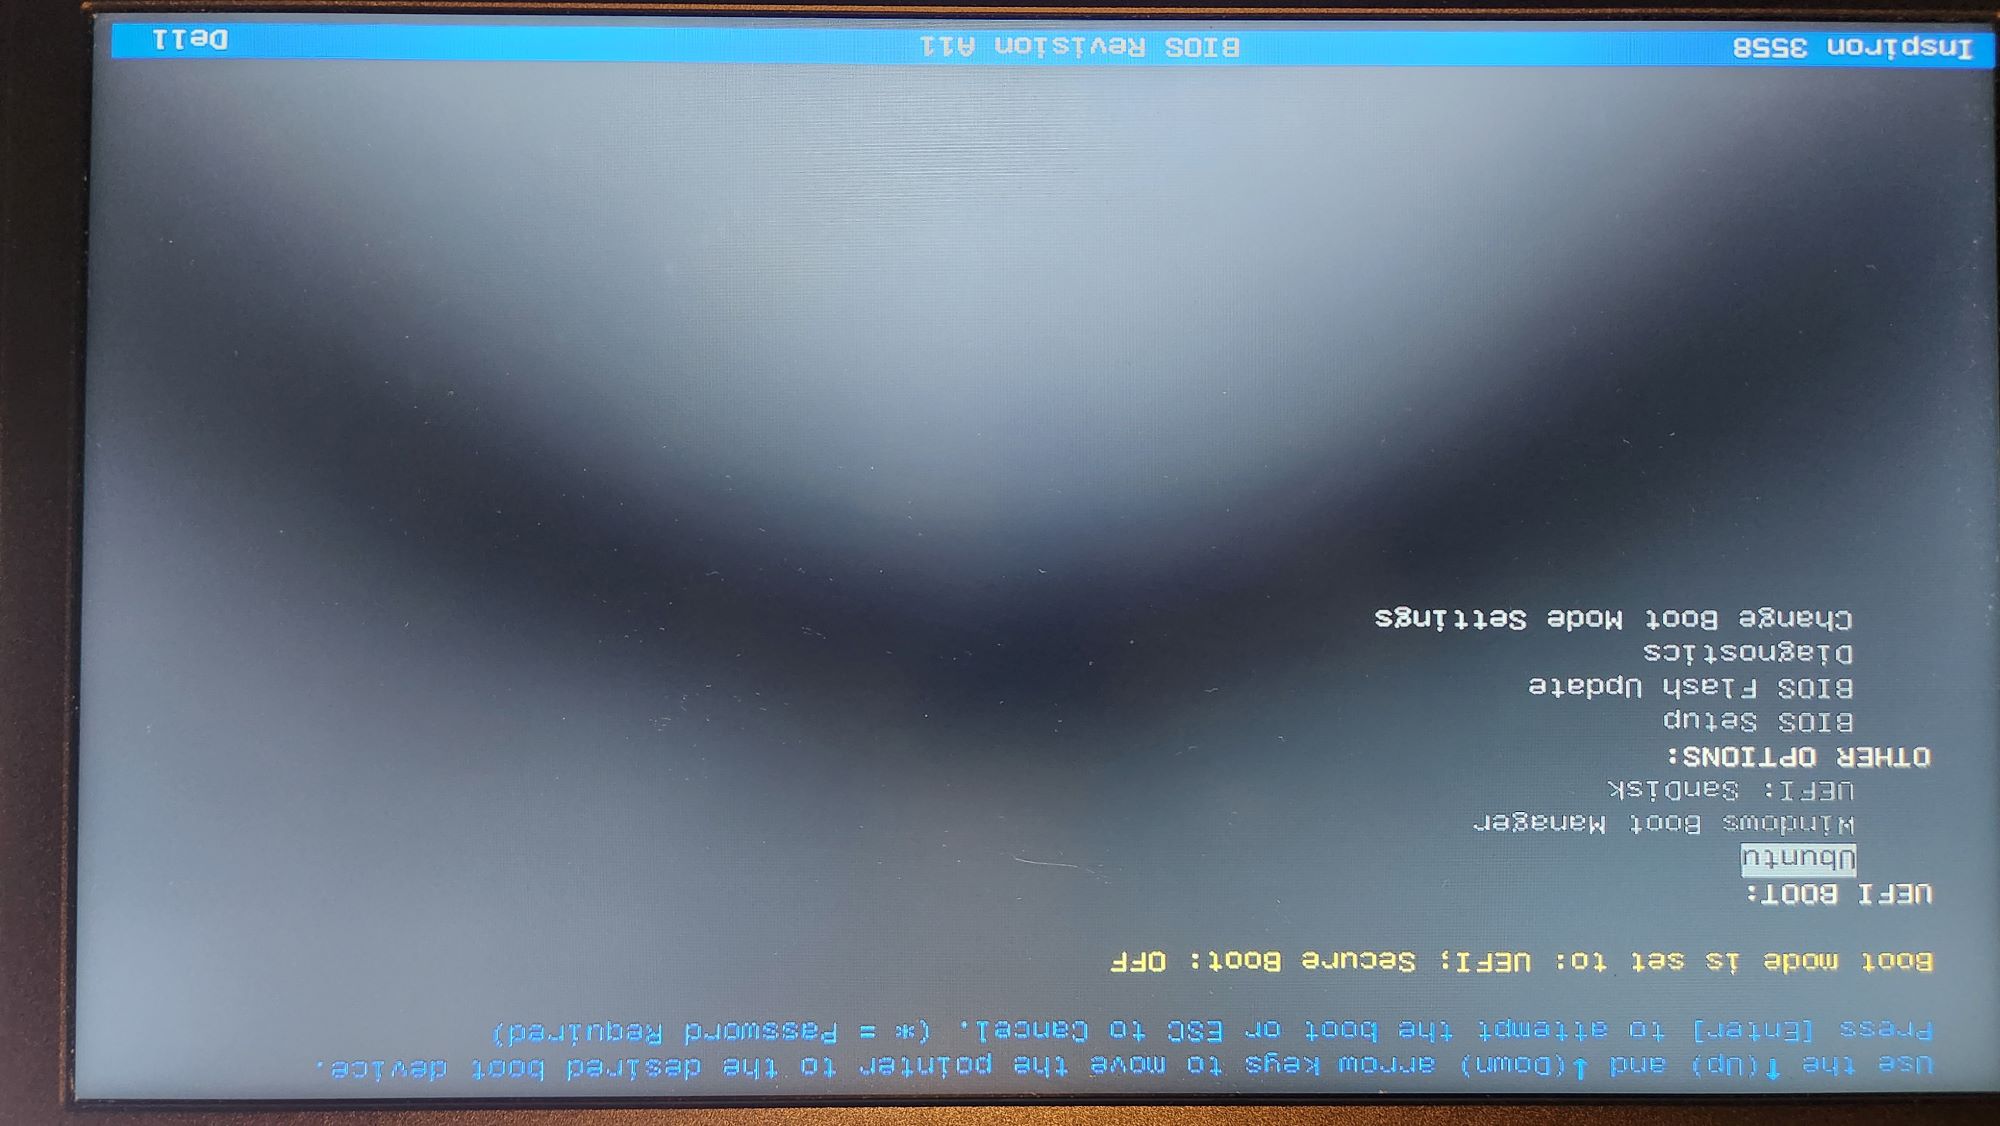 Use the ↑(Up) and ↓(Down) arrow keys to move the pointer to the desired boot device.
Press [Enter] to attempt the boot or ESC to Cancel. (* = Password Required)
Boot mode is set to: UEFI; Secure Boot: OFF
UEFI BOOT:
Ubuntu
Windows Boot Manager
UEFI: SanDisk
OTHER OPTIONS:
BIOS Setup
BIOS Flash Update
Diagnostics
Change Boot Mode Settings
Inspiron 3558 BIOS Revision A11 Dell